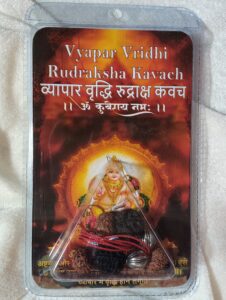 Vyapar Vridhi
Rudraksha Kavach
व्यापार वृद्धि रुद्राक्ष कवच
।। ॐ कुबेराय नमः ।।